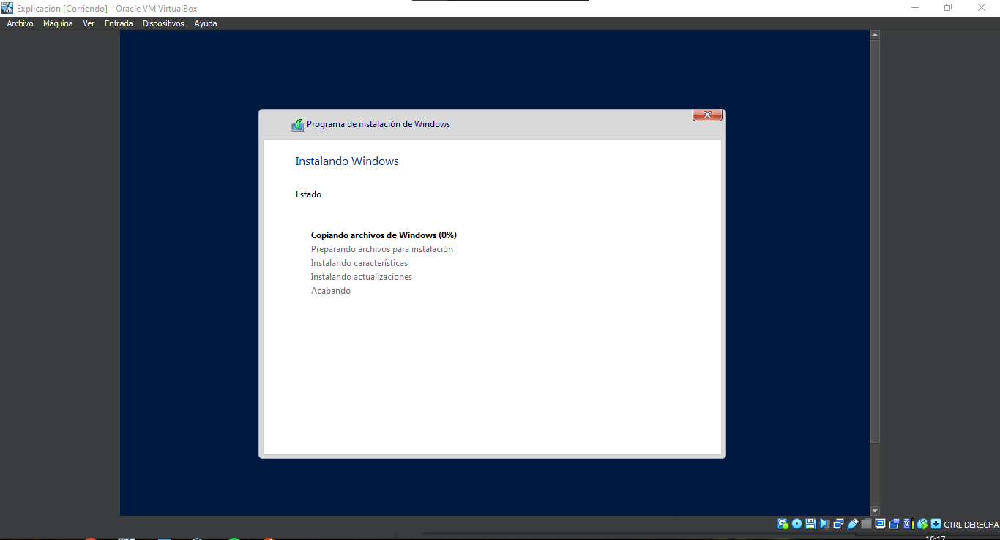 Explicacion [Corriendo] - Oracle VM VirtualBox
Archivo Máquina Ver Entrada Dispositivos Ayuda
Programa de instalación de Windows
Instalando Windows
Estado
Copiando archivos de Windows (0%)
Preparando archivos para instalación
Instalando características
Instalando actualizaciones
Acabando
CTRL DERECHA
16:17